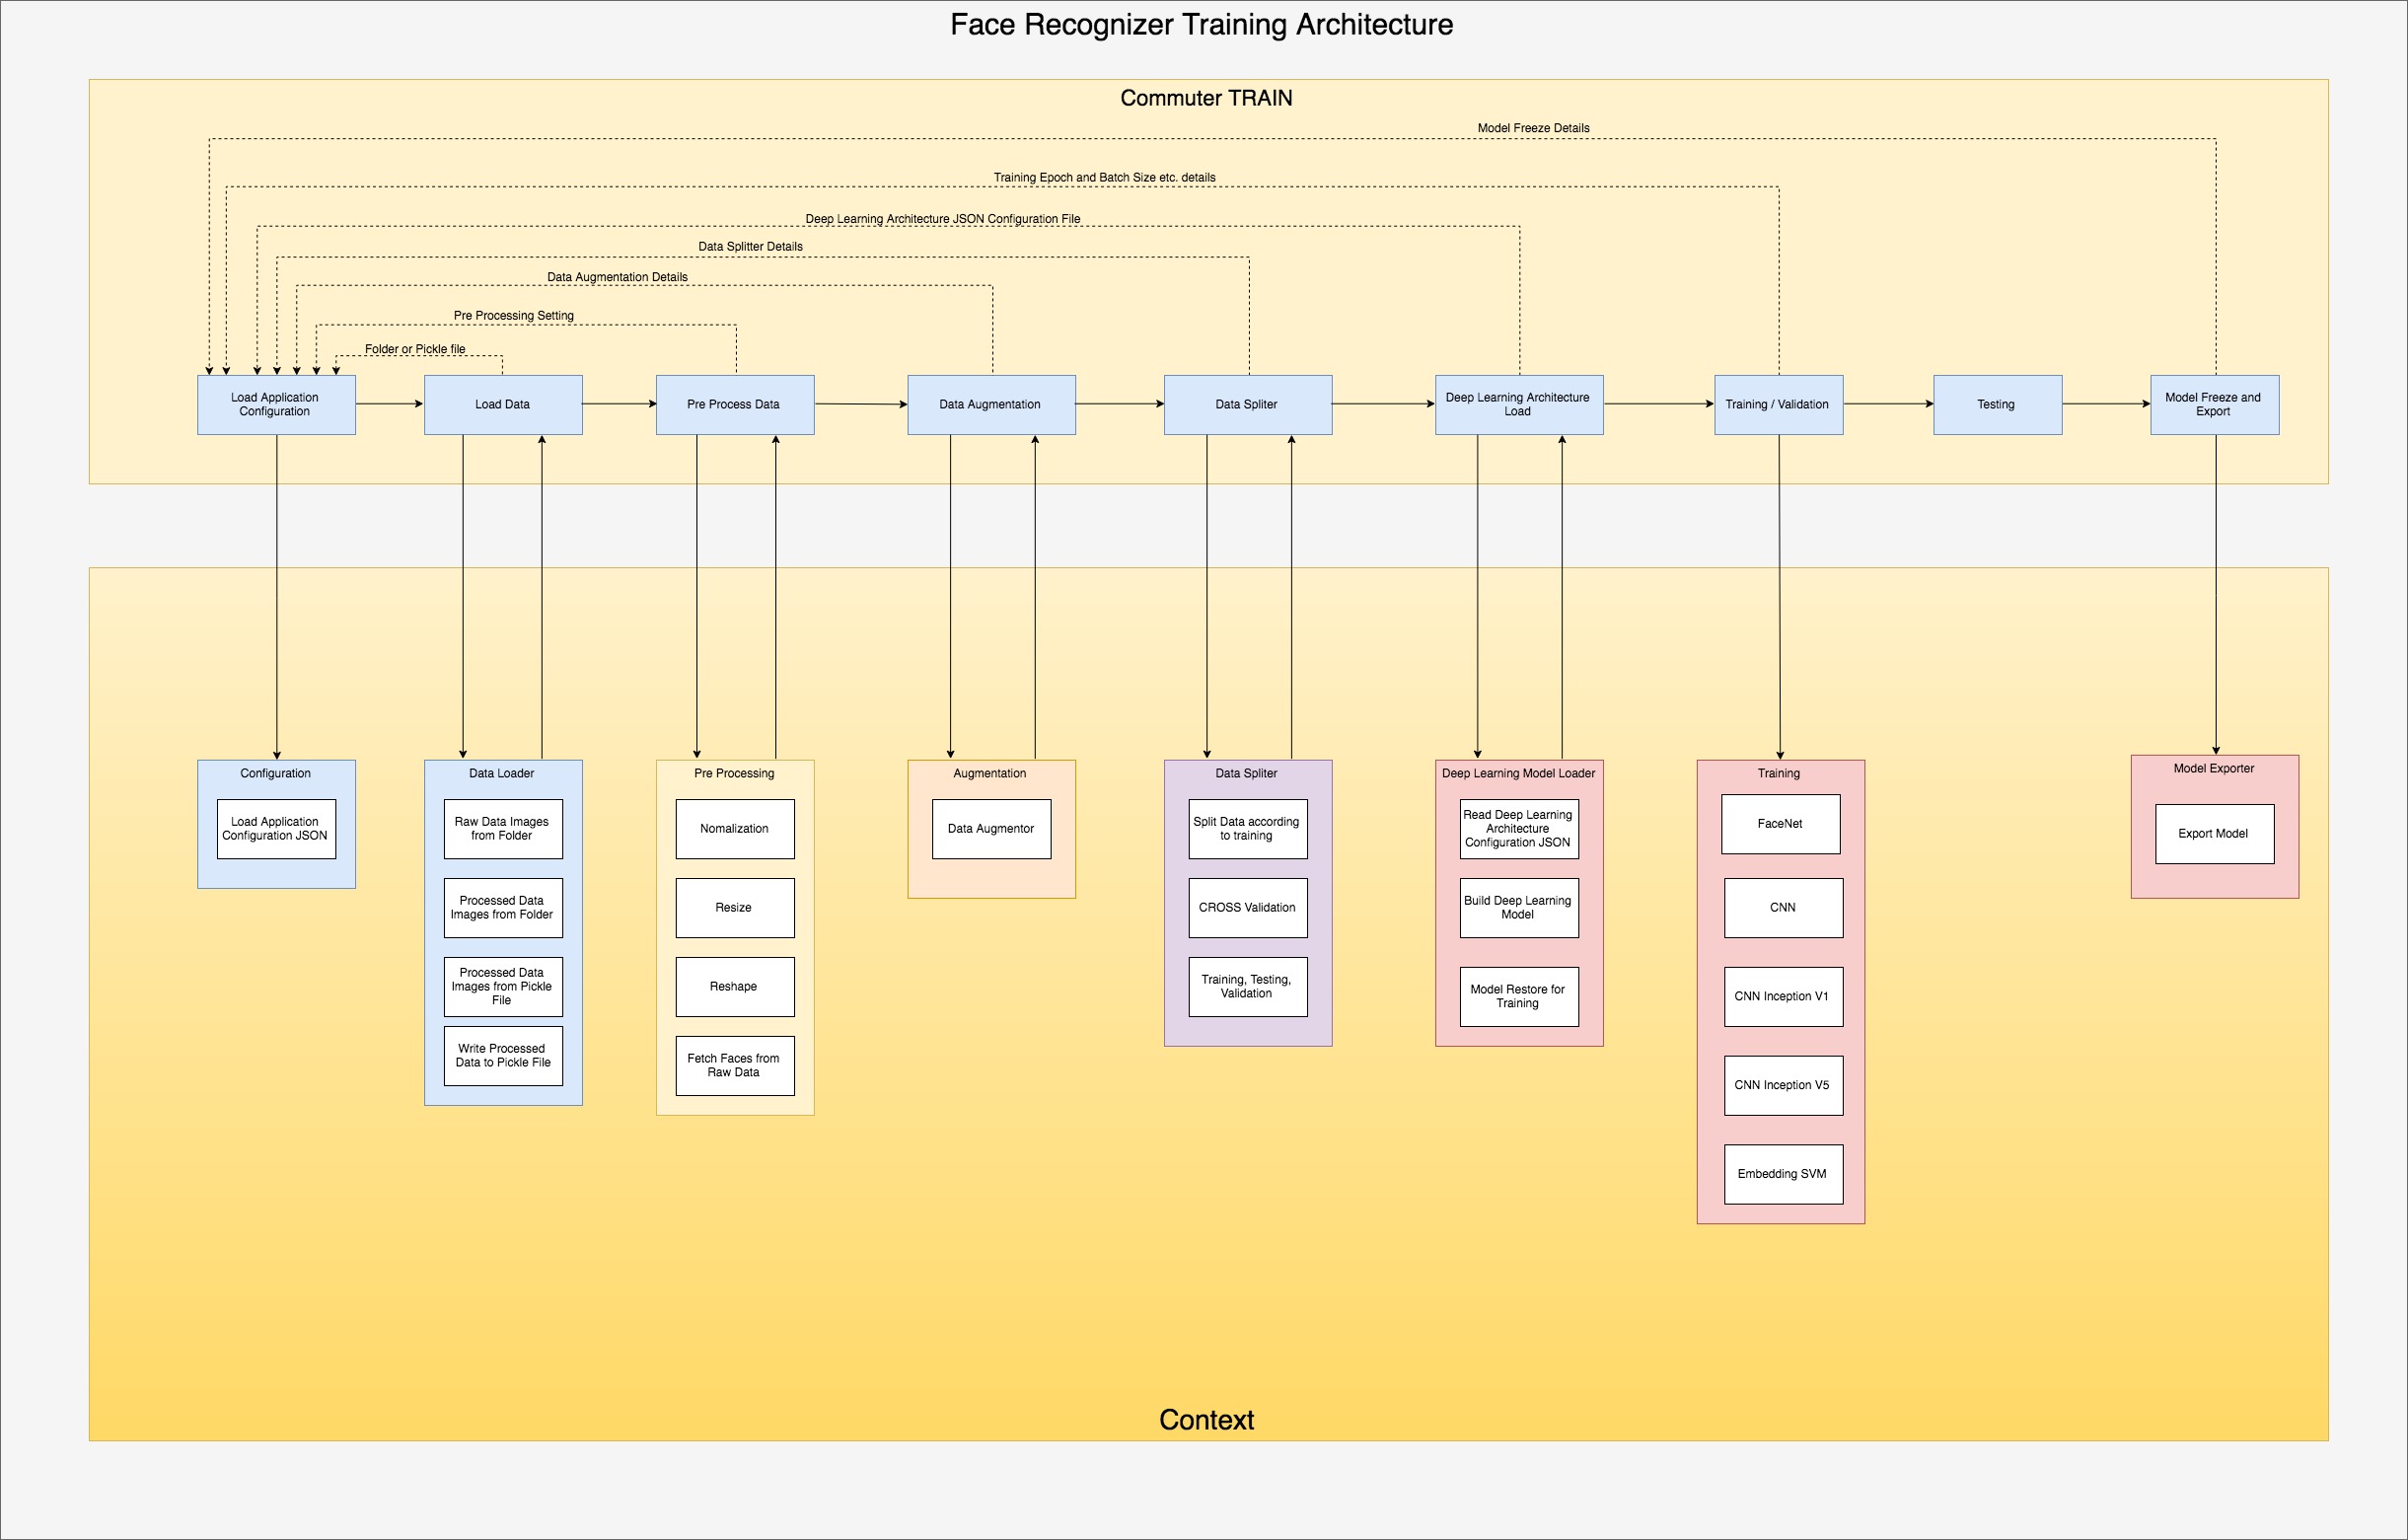 Face Recognizer Training Architecture
Commuter TRAIN
Model Freeze Details
Training Epoch and Batch Size etc. details
Deep Learning Architecture JSON Configuration File
Data Splitter Details
Data Augmentation Details
Pre Processing Setting
Folder or Pickle file
Load Application
Configuration
Load Data
Pre Process Data
Data Augmentation
Data Spliter
Deep Learning Architecture
Load
Training / Validation
Testing
Model Freeze and
Export
Configuration
Load Application
Configuration JSON
Data Loader
Raw Data Images
from Folder
Processed Data
Images from Folder
Processed Data
Images from Pickle
File
Write Processed
Data to Pickle File
Pre Processing
Nomalization
Resize
Reshape
Fetch Faces from
Raw Data
Augmentation
Data Augmentor
Data Spliter
Split Data according
to training
CROSS Validation
Training, Testing,
Validation
Deep Learning Model Loader
Read Deep Learning
Architecture
Configuration JSON
Build Deep Learning
Model
Model Restore for
Training
Training
FaceNet
CNN
CNN Inception V1
CNN Inception V5
Embedding SVM
Model Exporter
Export Model
Context